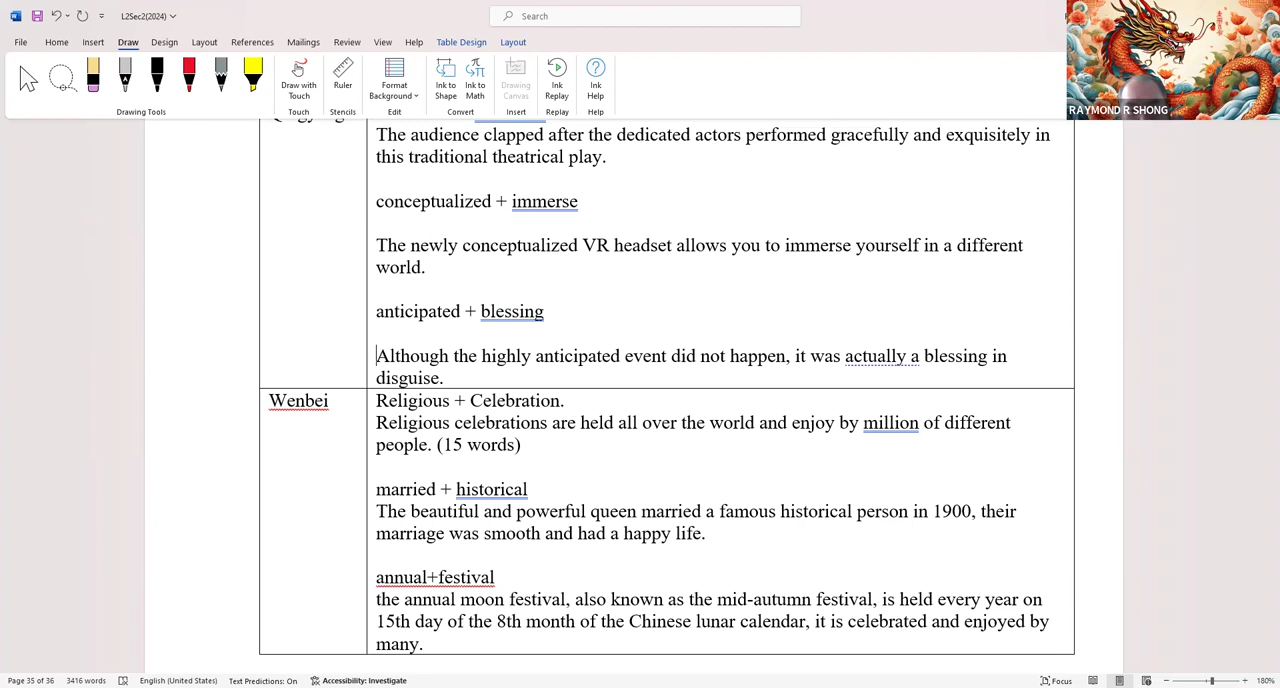 L2Sec2(2024)
Search
File Home Insert Draw Design Layout References Mailings Review View Help Table Design Layout
Draw with Touch
Ruler
Format Background
Ink to Shape
Ink to Math
Drawing Canvas
Ink Replay
Ink Help
Drawing Tools Touch Stencils Edit Convert Insert Replay Help
RAYMOND R SHONG
The audience clapped after the dedicated actors performed gracefully and exquisitely in
this traditional theatrical play.
conceptualized + immerse
The newly conceptualized VR headset allows you to immerse yourself in a different
world.
anticipated + blessing
Although the highly anticipated event did not happen, it was actually a blessing in
disguise.
Wenbei
Religious + Celebration.
Religious celebrations are held all over the world and enjoy by million of different
people. (15 words)
married + historical
The beautiful and powerful queen married a famous historical person in 1900, their
marriage was smooth and had a happy life.
annual+festival
the annual moon festival, also known as the mid-autumn festival, is held every year on
15th day of the 8th month of the Chinese lunar calendar, it is celebrated and enjoyed by
many.
Page 35 of 36 3416 words English (United States) Text Predictions: On Accessibility: Investigate Focus 180%